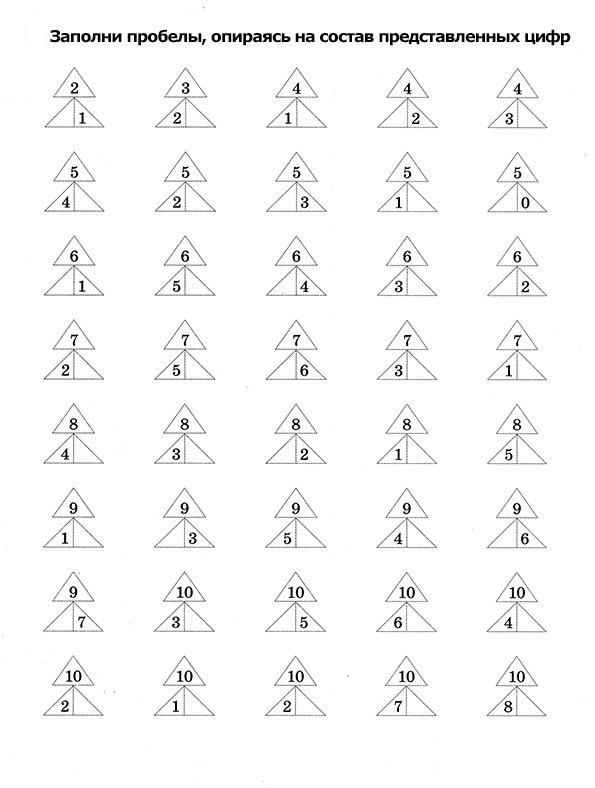 Заполни пробелы, опираясь на состав представленных цифр
2 3 4 4 4
1 2 1 2 3
5 5 5 5 5
4 2 3 1 0
6 6 6 6 6
1 5 4 3 2
7 7 7 7 7
2 5 6 3 1
8 8 8 8 8
4 3 2 1 5
9 9 9 9 9
1 3 5 4 6
9 10 10 10 10
7 3 5 6 4
10 10 10 10 10
2 1 2 7 8